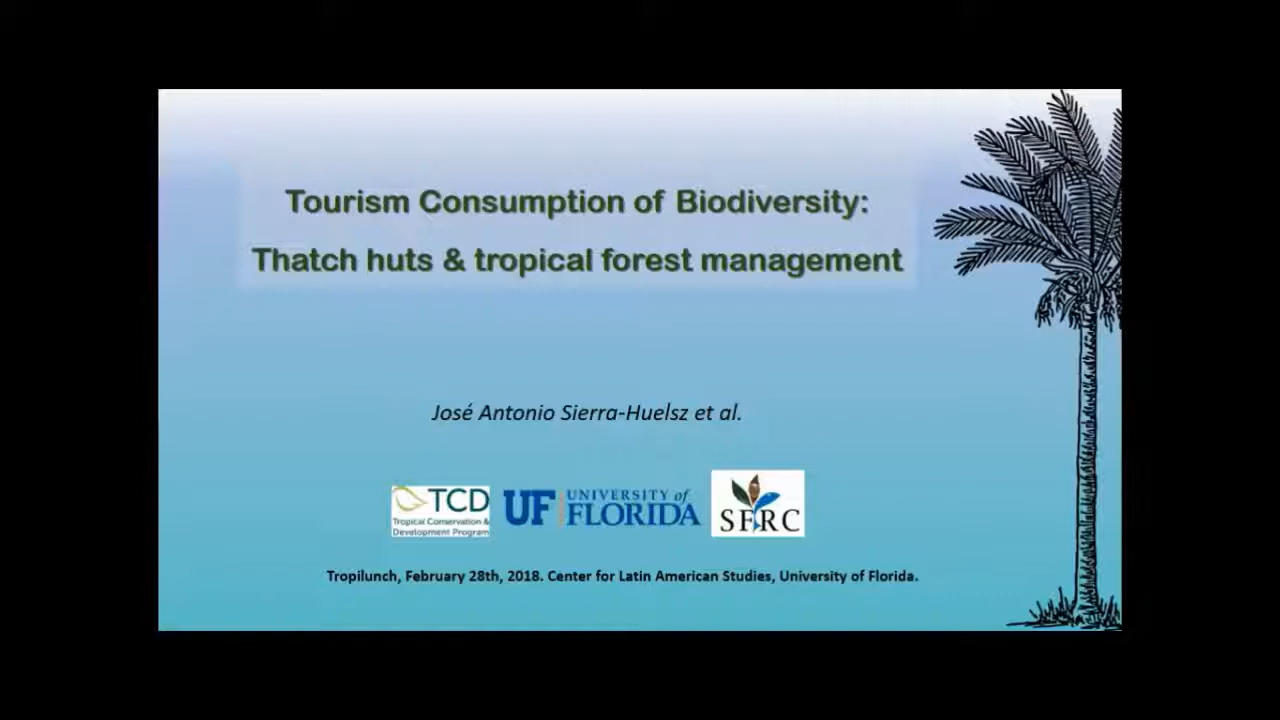 Tourism Consumption of Biodiversity:
Thatch huts & tropical forest management
José Antonio Sierra-Huelsz et al.
TCD
Tropical Conservation &
Development Program
UF UNIVERSITY of
FLORIDA
SFRC
Tropilunch, February 28th, 2018. Center for Latin American Studies, University of Florida.